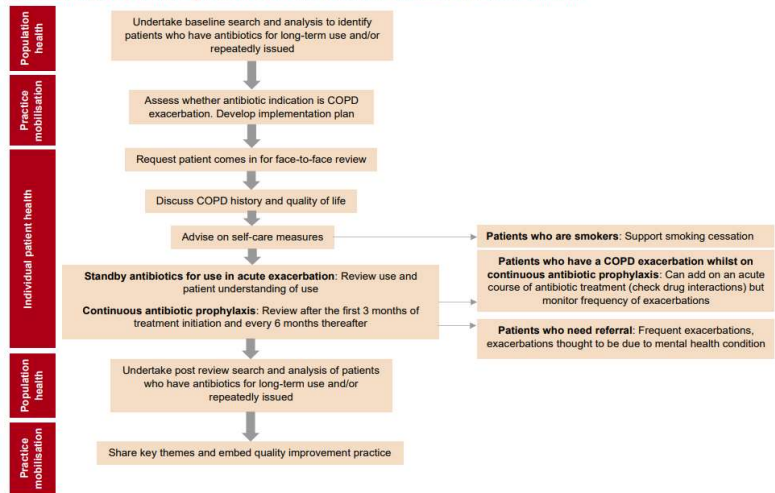 Population
health
Undertake baseline search and analysis to identify
patients who have antibiotics for long-term use and/or
repeatedly issued
Practice
mobilisation
Assess whether antibiotic indication is COPD
exacerbation. Develop implementation plan
Individual patient health
Request patient comes in for face-to-face review
Discuss COPD history and quality of life
Advise on self-care measures
Patients who are smokers: Support smoking cessation
Standby antibiotics for use in acute exacerbation: Review use and
patient understanding of use
Continuous antibiotic prophylaxis: Review after the first 3 months of
treatment initiation and every 6 months thereafter
Patients who have a COPD exacerbation whilst on
continuous antibiotic prophylaxis: Can add on an acute
course of antibiotic treatment (check drug interactions) but
monitor frequency of exacerbations
Patients who need referral: Frequent exacerbations,
exacerbations thought to be due to mental health condition
Population
health
Undertake post review search and analysis of patients
who have antibiotics for long-term use and/or
repeatedly issued
Practice
mobilisation
Share key themes and embed quality improvement practice